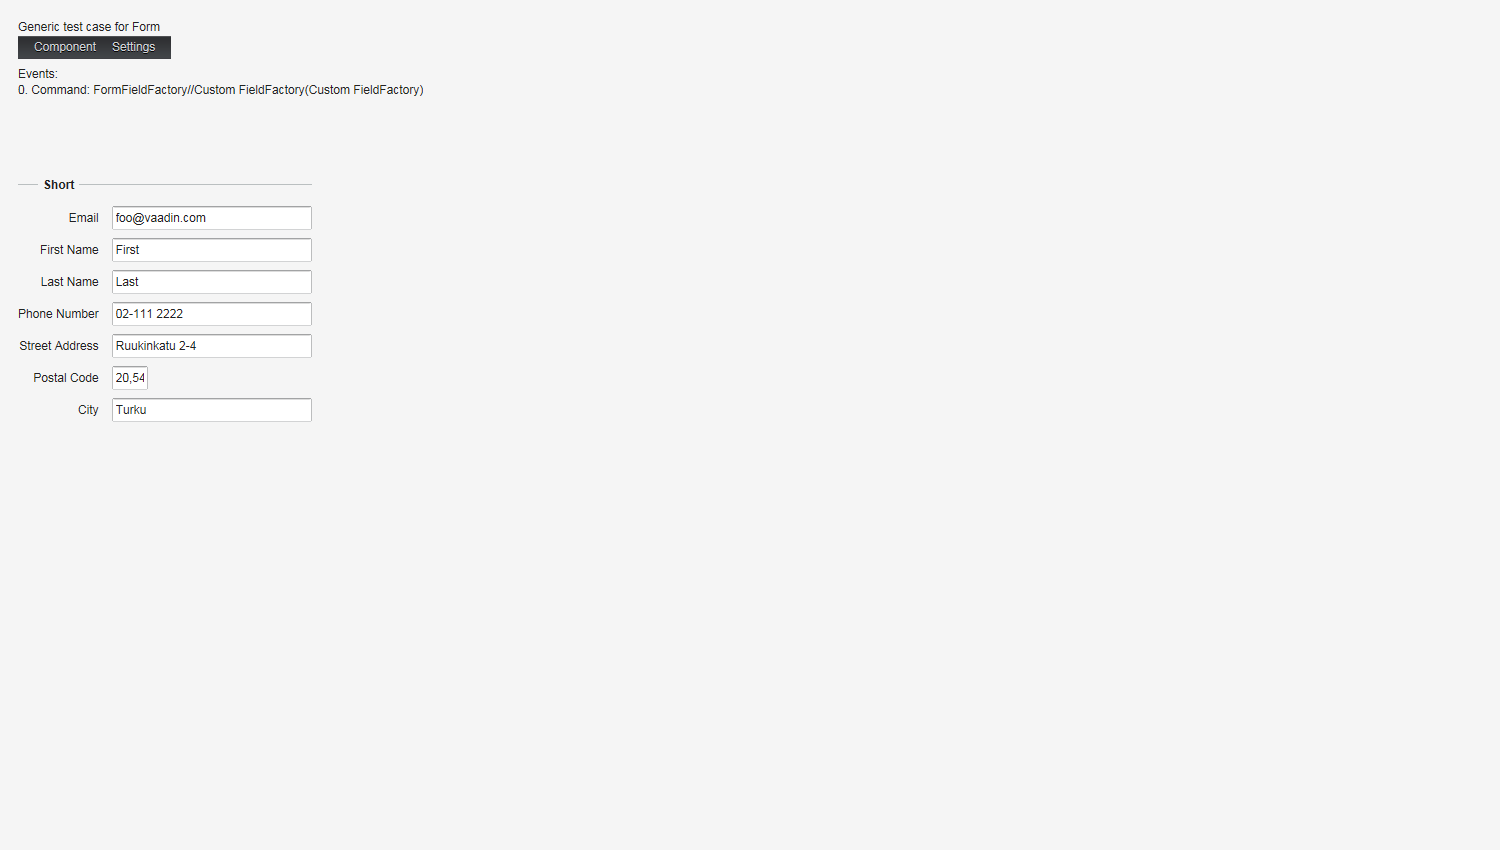 Generic test case for Form
Component Settings
Events:
0. Command: FormFieldFactory//Custom FieldFactory(Custom FieldFactory)
Short
Email foo@vaadin.com
First Name First
Last Name Last
Phone Number 02-111 2222
Street Address Ruukinkatu 2-4
Postal Code 20,54
City Turku